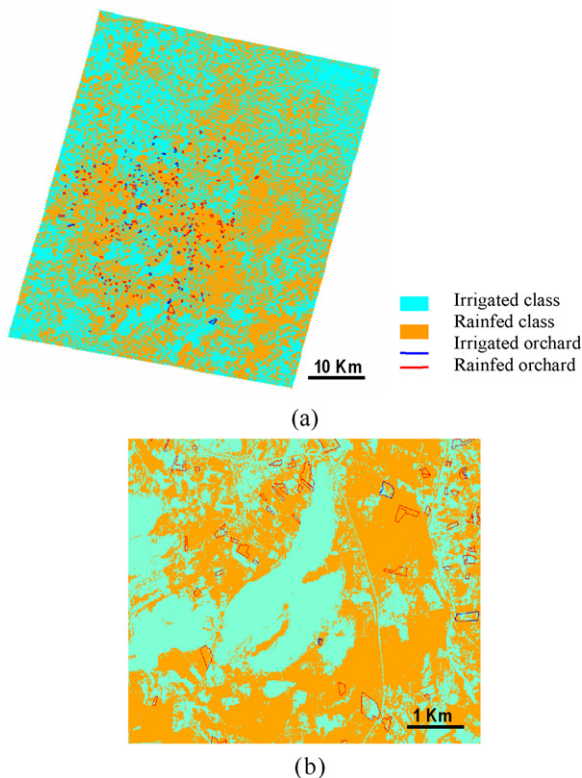 Irrigated class
Rainfed class
Irrigated orchard
Rainfed orchard
10 Km
(a)
1 Km
(b)